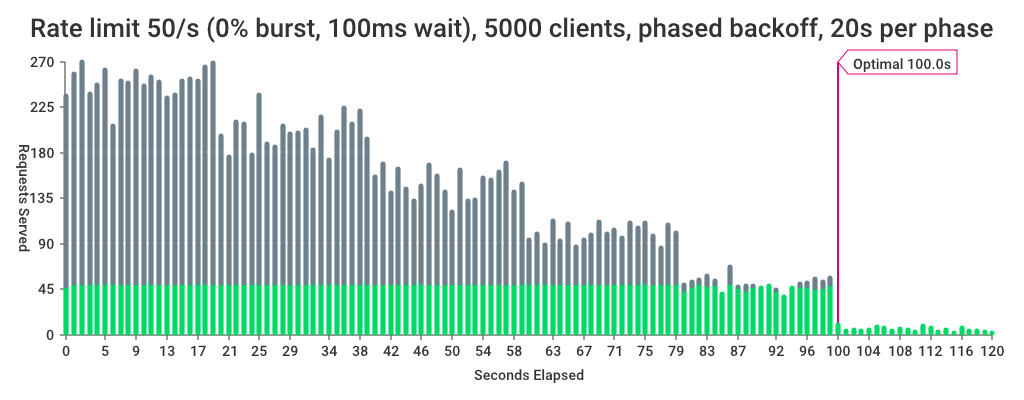 Rate limit 50/s (0% burst, 100ms wait), 5000 clients, phased backoff, 20s per phase
Optimal 100.0s
270
225
180
135
90
45
0
Requests Served
0 5 9 13 17 21 25 29 34 38 42 46 50 54 58 63 67 71 75 79 83 87 92 96 100 104 108 112 116 120
Seconds Elapsed